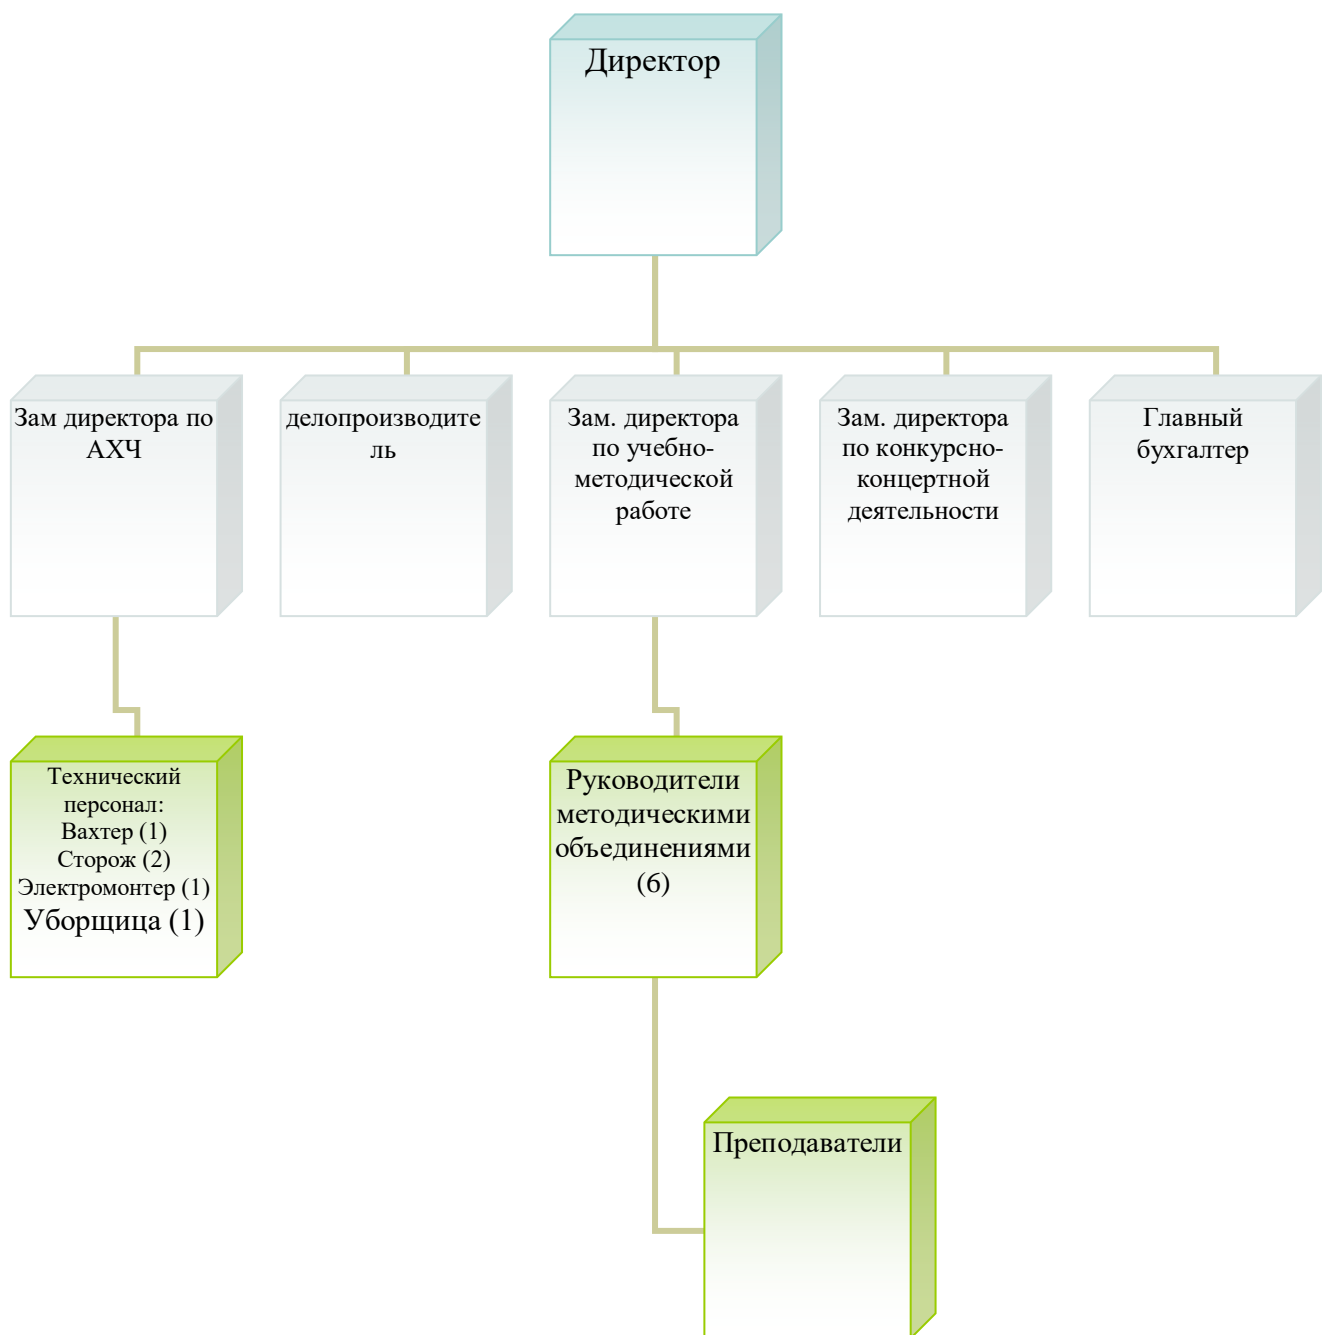 Директор
Зам директора по
АХЧ
делопроизводите
ль
Зам. директора
по учебно-
методической
работе
Зам. директора
по конкурсно-
концертной
деятельности
Главный
бухгалтер
Технический
персонал:
Вахтер (1)
Сторож (2)
Электромонтер (1)
Уборщица (1)
Руководители
методическими
объединениями
(6)
Преподаватели